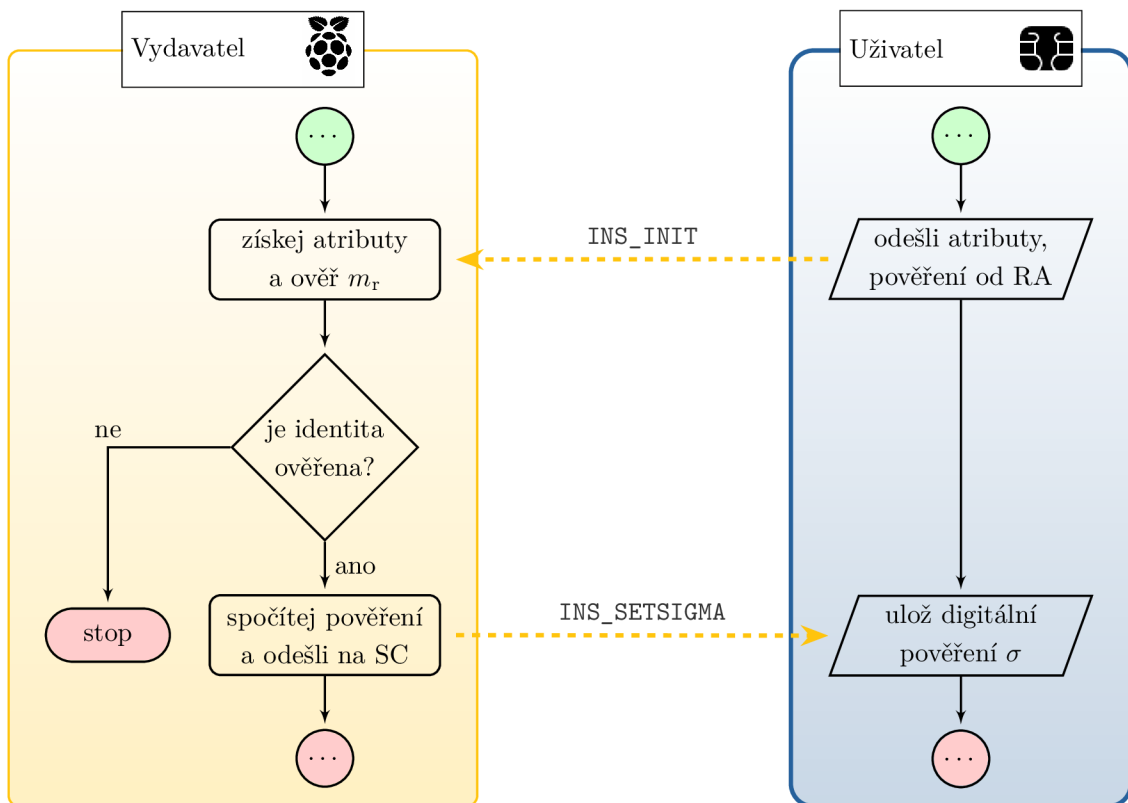 Vydavatel
Uživatel
...
...
získej atributy
a ověř m_r
INS_INIT
odešli atributy,
pověření od RA
ne
je identita
ověřena?
ano
stop
spočítej pověření
a odešli na SC
INS_SETSIGMA
ulož digitální
pověření σ
...
...